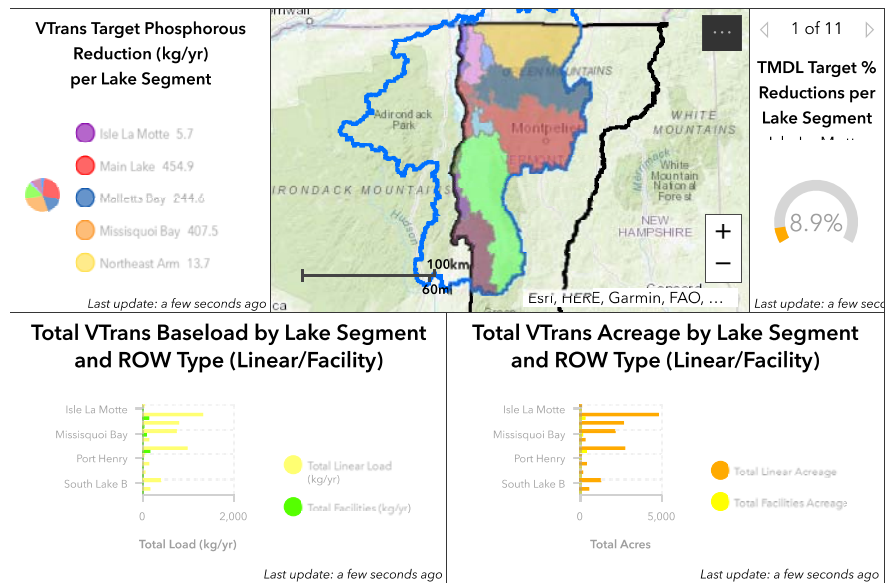 VTrans Target Phosphorous
Reduction (kg/yr)
per Lake Segment
Isle La Motte 5.7
Main Lake 454.9
Malletts Bay 244.6
Missisquoi Bay 407.5
Northeast Arm 13.7
Last update: a few seconds ago
Adirondack
Park
GREEN MOUNTAINS
Montpelier
VERMONT
WHITE
MOUNTAINS
White
Mountain
National
Forest
Merrimack
ADIRONDACK MOUNTAINS
Hudson
NEW
HAMPSHIRE
100km
60mi
+
−
Esri, HERE, Garmin, FAO, …
...
1 of 11
TMDL Target %
Reductions per
Lake Segment
8.9%
Last update: a few seco
Total VTrans Baseload by Lake Segment
and ROW Type (Linear/Facility)
Isle La Motte
Missisquoi Bay
Port Henry
South Lake B
0
2,000
Total Load (kg/yr)
Total Linear Load
(kg/yr)
Total Facilities (kg/yr)
Last update: a few seconds ago
Total VTrans Acreage by Lake Segment
and ROW Type (Linear/Facility)
Isle La Motte
Missisquoi Bay
Port Henry
South Lake B
0
5,000
Total Acres
Total Linear Acreage
Total Facilities Acreage
Last update: a few seconds ago